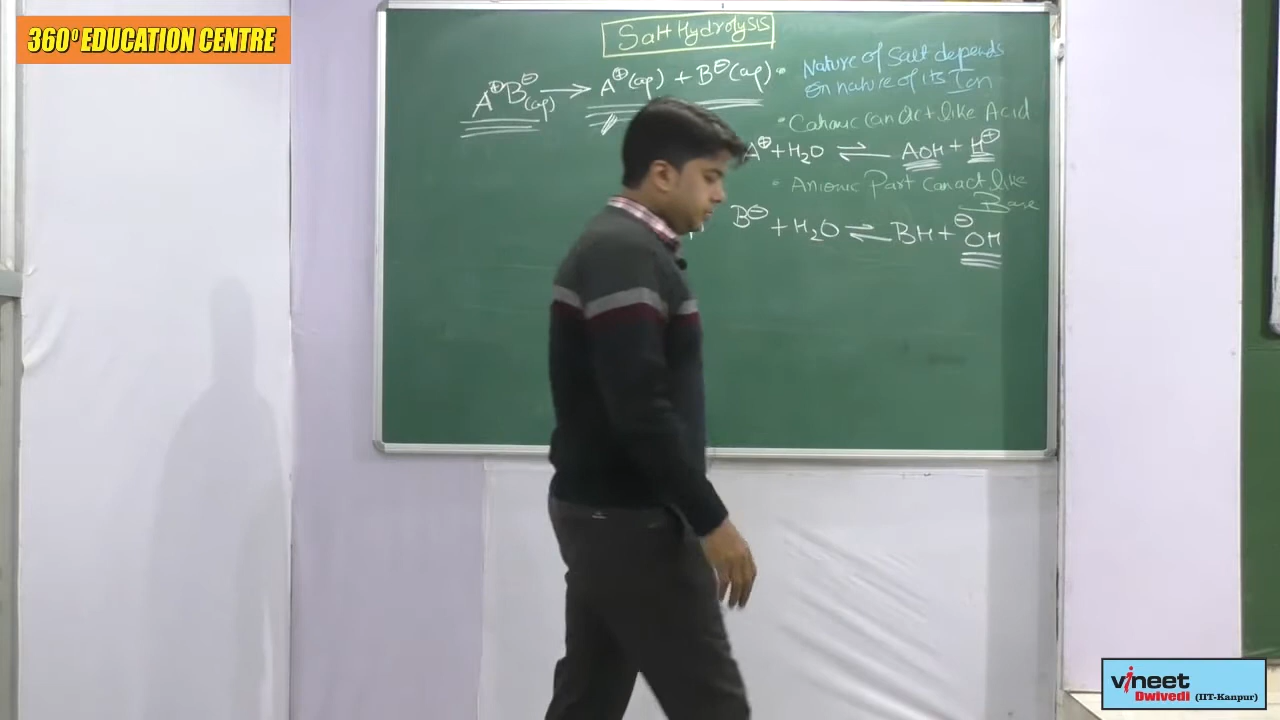 360⁰ EDUCATION CENTRE
Salt Hydrolysis
A⊕B⊖(aq) → A⊕(aq) + B⊖(aq)
• Nature of Salt depends
on nature of its Ion
• Cationic can act like Acid
A⊕ + H₂O ⇌ AOH + H⊕
• Anionic Part can act like
Base
B⊖ + H₂O ⇌ BH + ⊖OH
vineet
Dwivedi (IIT-Kanpur)